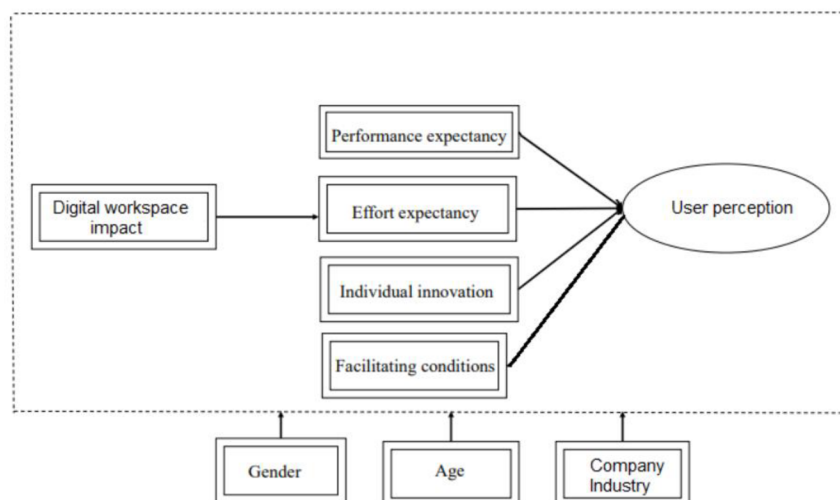 Performance expectancy
Digital workspace
impact
Effort expectancy
User perception
Individual innovation
Facilitating conditions
Gender
Age
Company
Industry